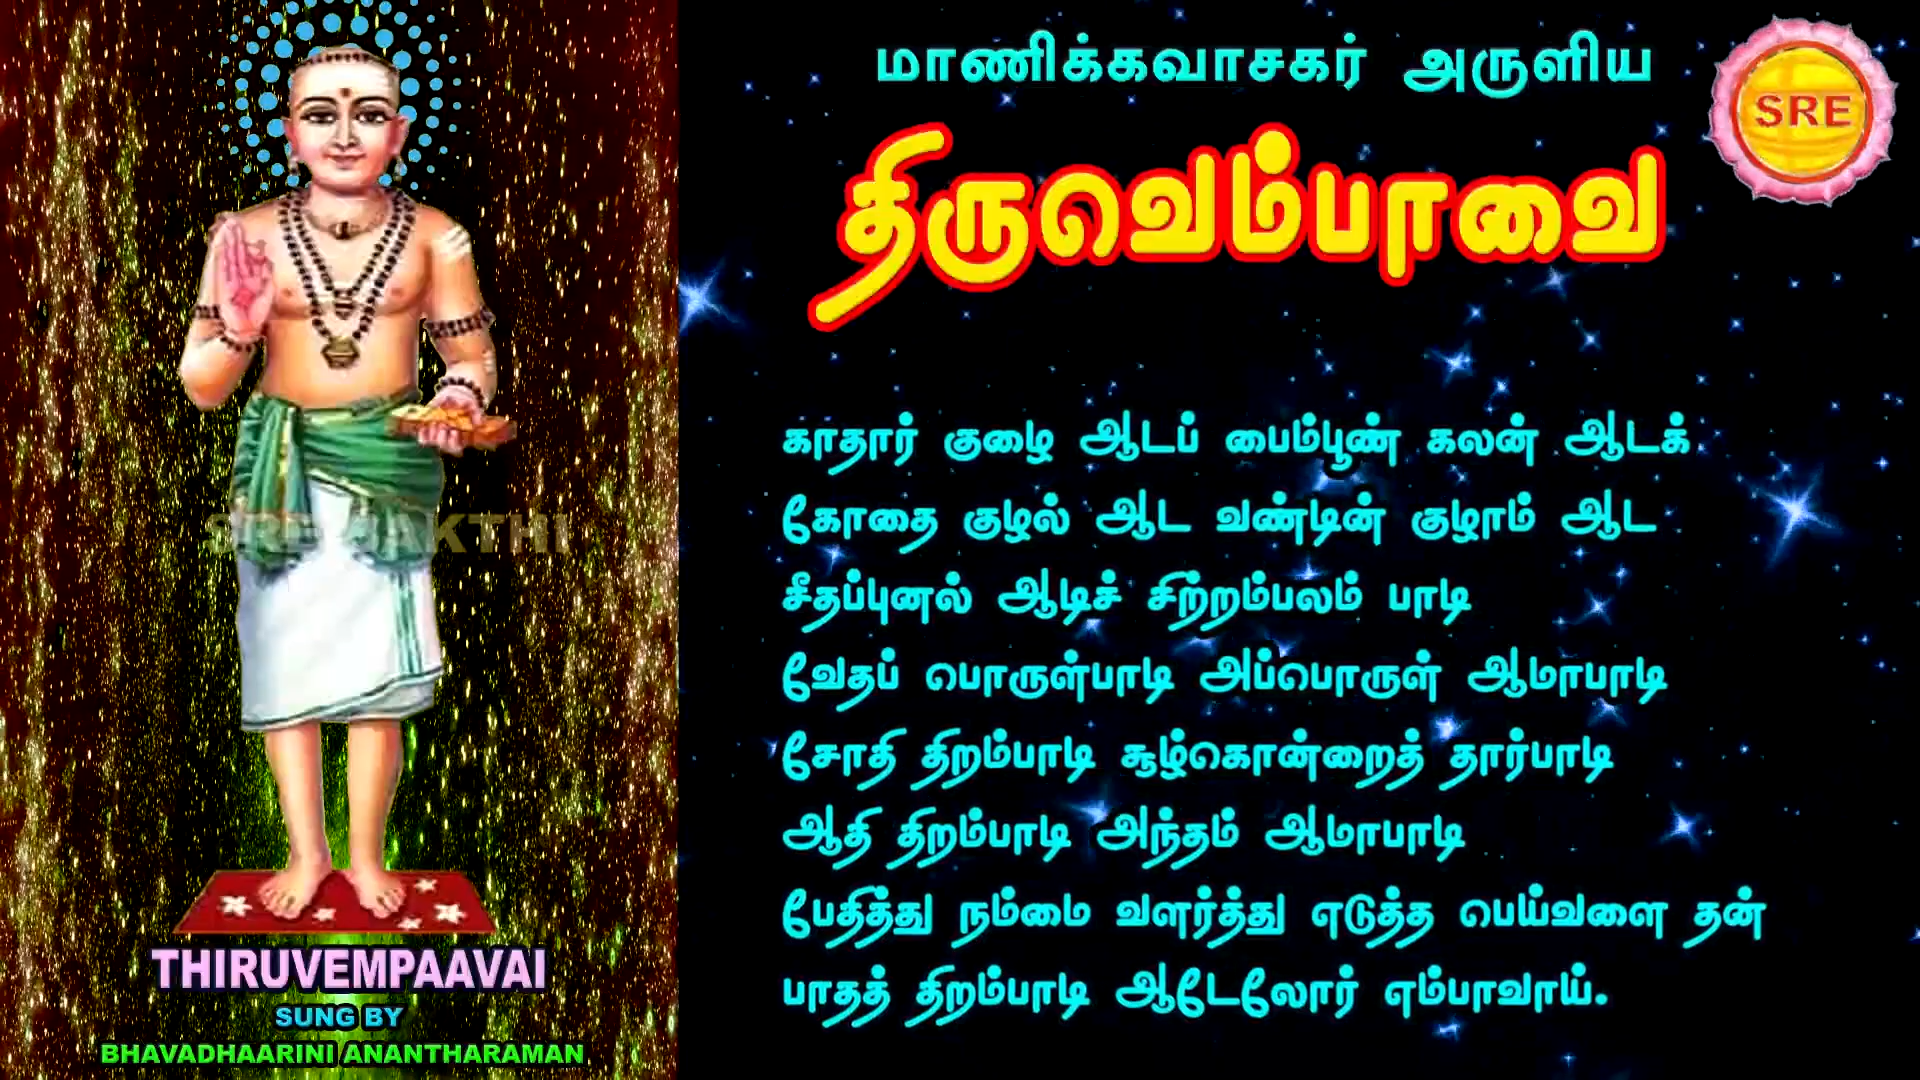 மாணிக்கவாசகர் அருளிய
திருவெம்பாவை
SRE
காதார் குழை ஆடப் பைம்பூண் கலன் ஆடக்
கோதை குழல் ஆட வண்டின் குழாம் ஆட
சீதப்புனல் ஆடிச் சிற்றம்பலம் பாடி
வேதப் பொருள்பாடி அப்பொருள் ஆமாபாடி
சோதி திறம்பாடி சூழ்கொன்றைத் தார்பாடி
ஆதி திறம்பாடி அந்தம் ஆமாபாடி
பேதித்து நம்மை வளர்த்து எடுத்த பெய்வளை தன்
பாதத் திறம்பாடி ஆடேலோர் எம்பாவாய்.
SRE BAKTHI
THIRUVEMPAAVAI
SUNG BY
BHAVADHAARINI ANANTHARAMAN